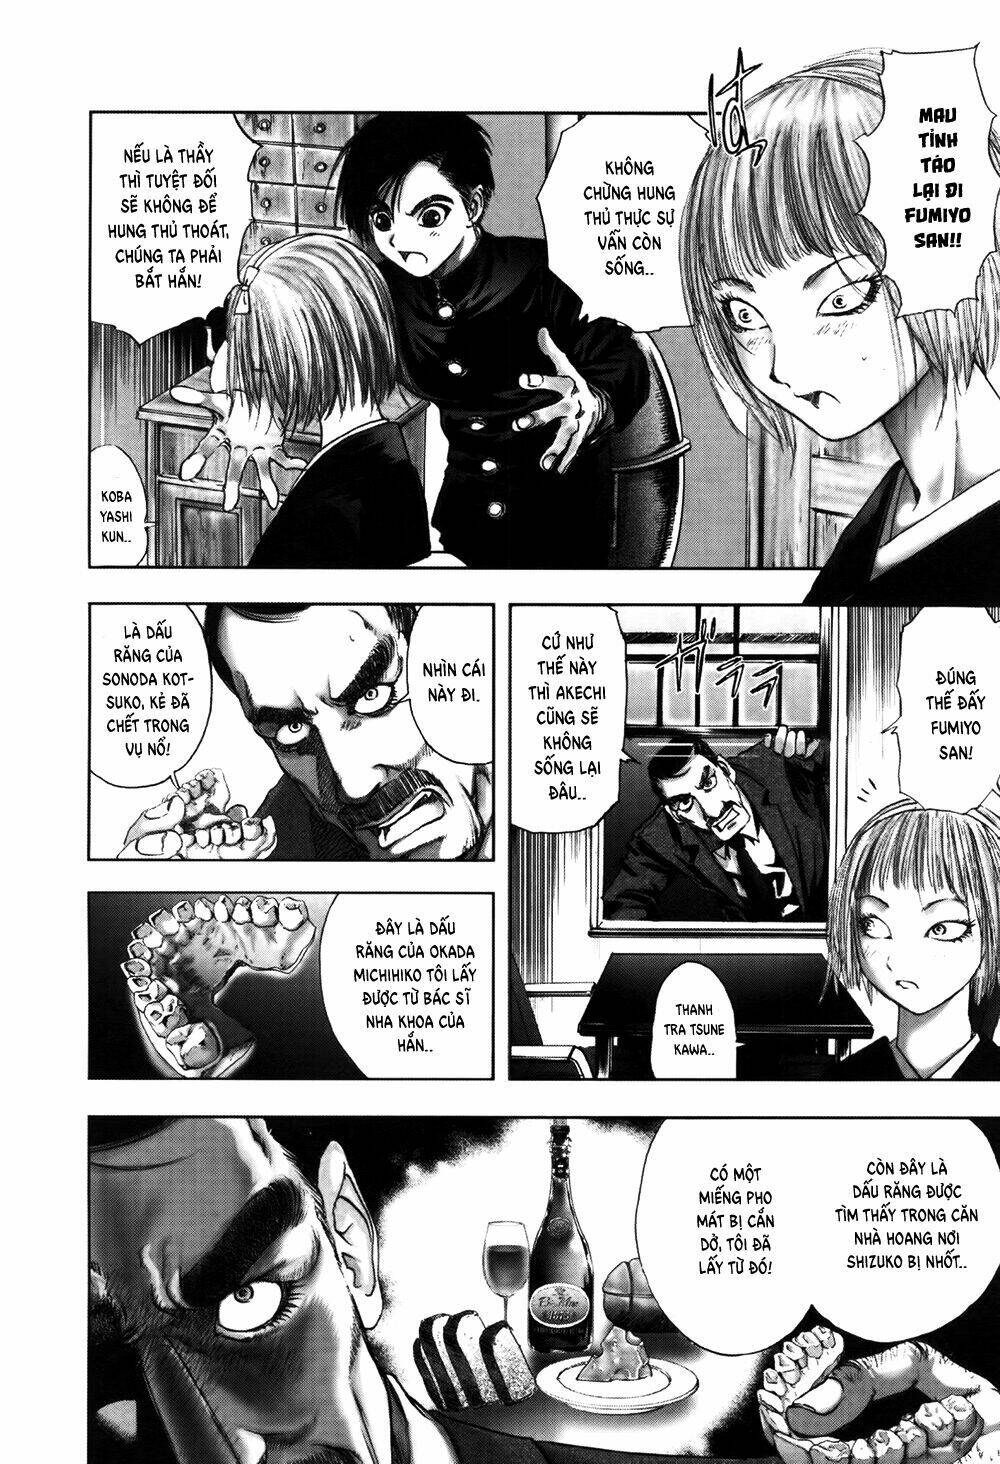 MAU
TỈNH
TÁO
LẠI ĐI
FUMIYO
SAN!!
KHÔNG
CHỪNG HUNG
THỦ THỰC SỰ
VẪN CÒN
SỐNG..
NẾU LÀ THẦY
THÌ TUYỆT ĐỐI
SẼ KHÔNG ĐỂ
HUNG THỦ THOÁT,
CHÚNG TA PHẢI
BẮT HẮN!
KOBA
YASHI
KUN..
ĐÚNG
THẾ ĐẤY
FUMIYO
SAN!
CỨ NHƯ
THẾ NÀY
THÌ AKECHI
CŨNG SẼ
KHÔNG
SỐNG LẠI
ĐÂU..
ガラッ
THANH
TRA TSUNE
KAWA..
NHÌN CÁI
NÀY ĐI.
LÀ DẤU
RĂNG CỦA
SONODA KOT-
SUKO, KẺ ĐÃ
CHẾT TRONG
VỤ NỔ!
ĐÂY LÀ DẤU
RĂNG CỦA OKADA
MICHIHIKO TÔI LẤY
ĐƯỢC TỪ BÁC SĨ
NHA KHOA CỦA
HẮN..
CÒN ĐÂY LÀ
DẤU RĂNG ĐƯỢC
TÌM THẤY TRONG CĂN
NHÀ HOANG NƠI
SHIZUKO BỊ NHỐT..
CÓ MỘT
MIẾNG PHO
MÁT BỊ CẮN
DỞ, TÔI ĐÃ
LẤY TỪ ĐÓ!